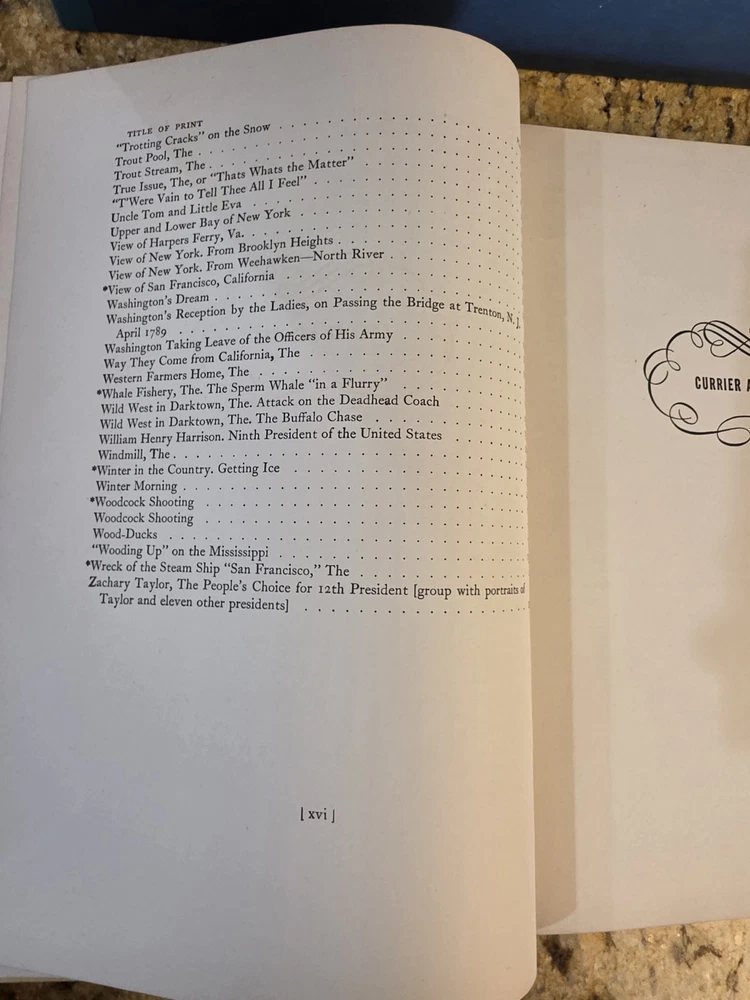 TITLE OF PRINT
"Trotting Cracks" on the Snow . . . . . . . . . . . . . . .
Trout Pool, The . . . . . . . . . . . . . . . . . . .
Trout Stream, The . . . . . . . . . . . . . . . . . .
True Issue, The, or "Thats Whats the Matter" . . . . . . . . . .
"T'Were Vain to Tell Thee All I Feel" . . . . . . . . . . . .
Uncle Tom and Little Eva . . . . . . . . . . . . . . . .
Upper and Lower Bay of New York . . . . . . . . . . . . .
View of Harpers Ferry, Va. . . . . . . . . . . . . . . . .
View of New York. From Brooklyn Heights . . . . . . . . . . .
View of New York. From Weehawken—North River . . . . . . . . .
*View of San Francisco, California . . . . . . . . . . . . .
Washington's Dream . . . . . . . . . . . . . . . . . .
Washington's Reception by the Ladies, on Passing the Bridge at Trenton, N. J.
April 1789 . . . . . . . . . . . . . . . . . . . .
Washington Taking Leave of the Officers of His Army . . . . . . . .
Way They Come from California, The . . . . . . . . . . . .
Western Farmers Home, The . . . . . . . . . . . . . . .
*Whale Fishery, The. The Sperm Whale "in a Flurry" . . . . . . . .
Wild West in Darktown, The. Attack on the Deadhead Coach . . . . .
Wild West in Darktown, The. The Buffalo Chase . . . . . . . . .
William Henry Harrison. Ninth President of the United States . . . . .
Windmill, The . . . . . . . . . . . . . . . . . . . .
*Winter in the Country. Getting Ice . . . . . . . . . . . . .
Winter Morning . . . . . . . . . . . . . . . . . . .
*Woodcock Shooting . . . . . . . . . . . . . . . . . .
Woodcock Shooting . . . . . . . . . . . . . . . . . .
Wood-Ducks . . . . . . . . . . . . . . . . . . . .
"Wooding Up" on the Mississippi . . . . . . . . . . . . . .
*Wreck of the Steam Ship "San Francisco," The . . . . . . . . . .
Zachary Taylor, The People's Choice for 12th President [group with portraits of
Taylor and eleven other presidents] . . . . . . . . . . . . .
[xvi]
CURRIER